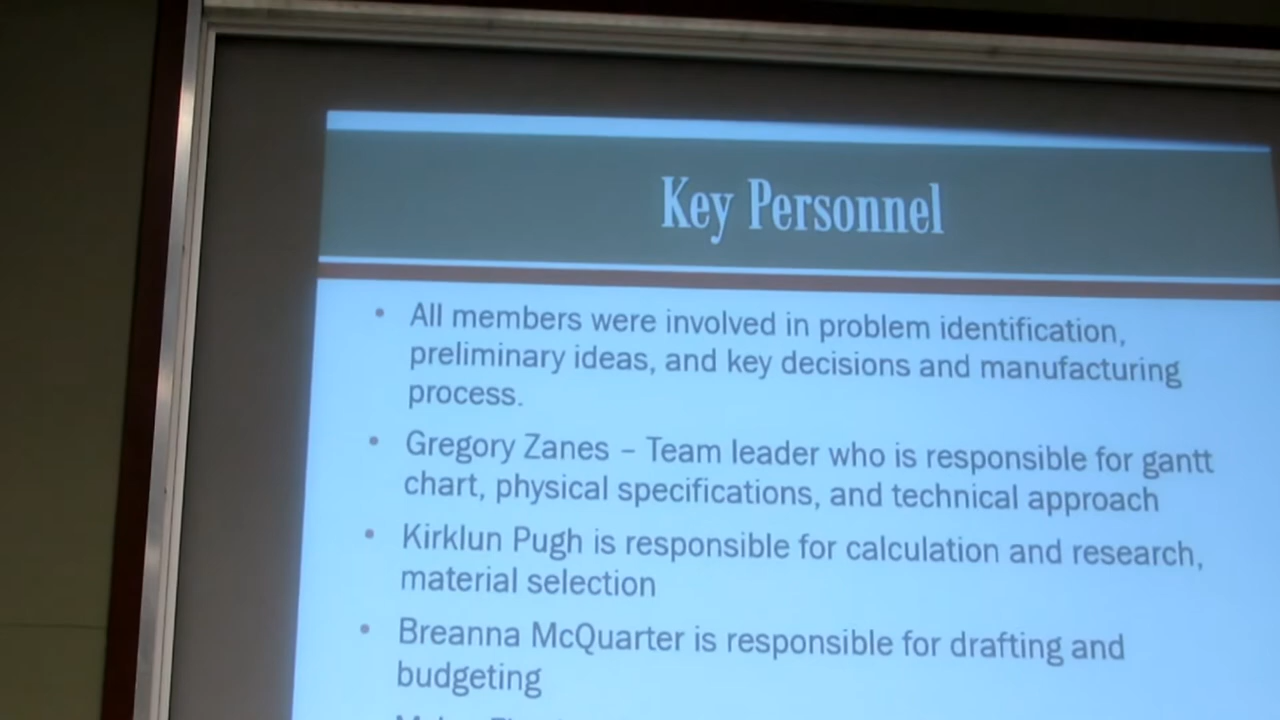 Key Personnel
• All members were involved in problem identification,
preliminary ideas, and key decisions and manufacturing
process.
• Gregory Zanes – Team leader who is responsible for gantt
chart, physical specifications, and technical approach
• Kirklun Pugh is responsible for calculation and research,
material selection
• Breanna McQuarter is responsible for drafting and
budgeting